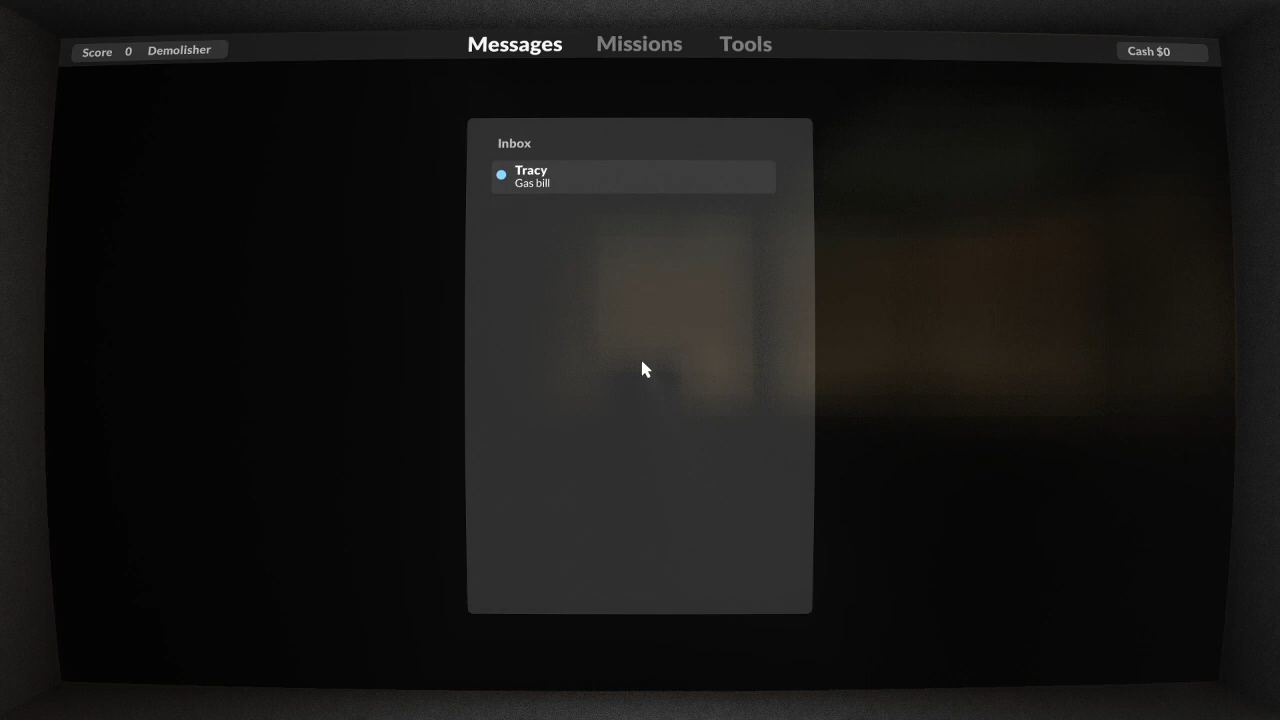 Score 0 Demolisher
Messages Missions Tools
Cash $0
Inbox
Tracy
Gas bill